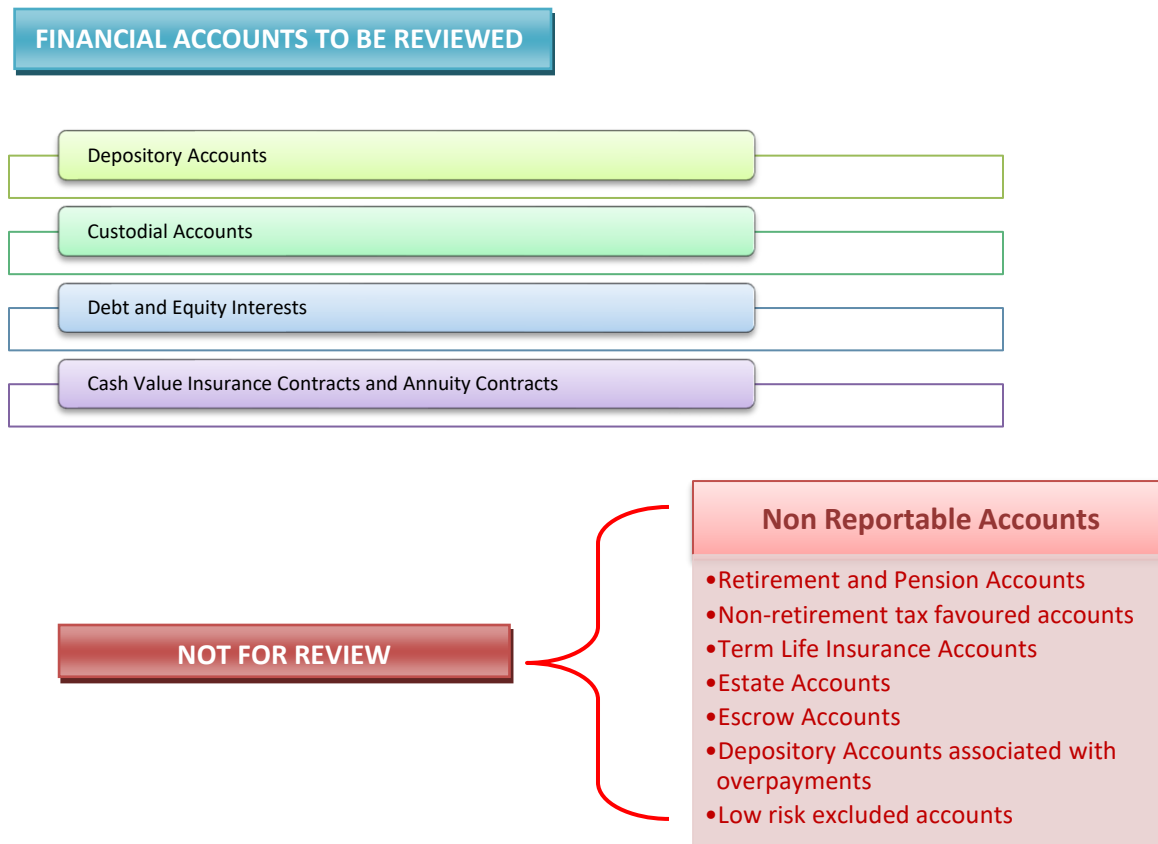 FINANCIAL ACCOUNTS TO BE REVIEWED
Depository Accounts
Custodial Accounts
Debt and Equity Interests
Cash Value Insurance Contracts and Annuity Contracts
NOT FOR REVIEW
Non Reportable Accounts
•Retirement and Pension Accounts
•Non-retirement tax favoured accounts
•Term Life Insurance Accounts
•Estate Accounts
•Escrow Accounts
•Depository Accounts associated with
overpayments
•Low risk excluded accounts